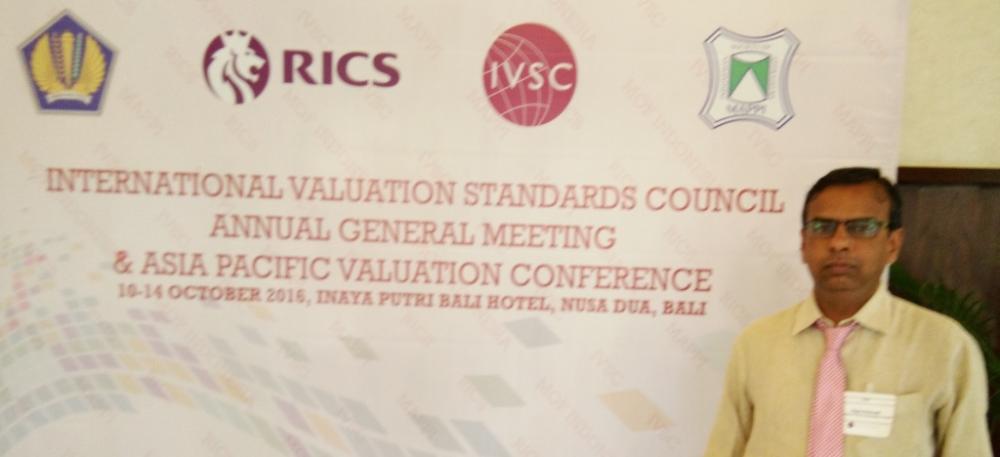 RICS
IVSC
MAPPI
INTERNATIONAL VALUATION STANDARDS COUNCIL
ANNUAL GENERAL MEETING
& ASIA PACIFIC VALUATION CONFERENCE
10-14 OCTOBER 2016, INAYA PUTRI BALI HOTEL, NUSA DUA, BALI